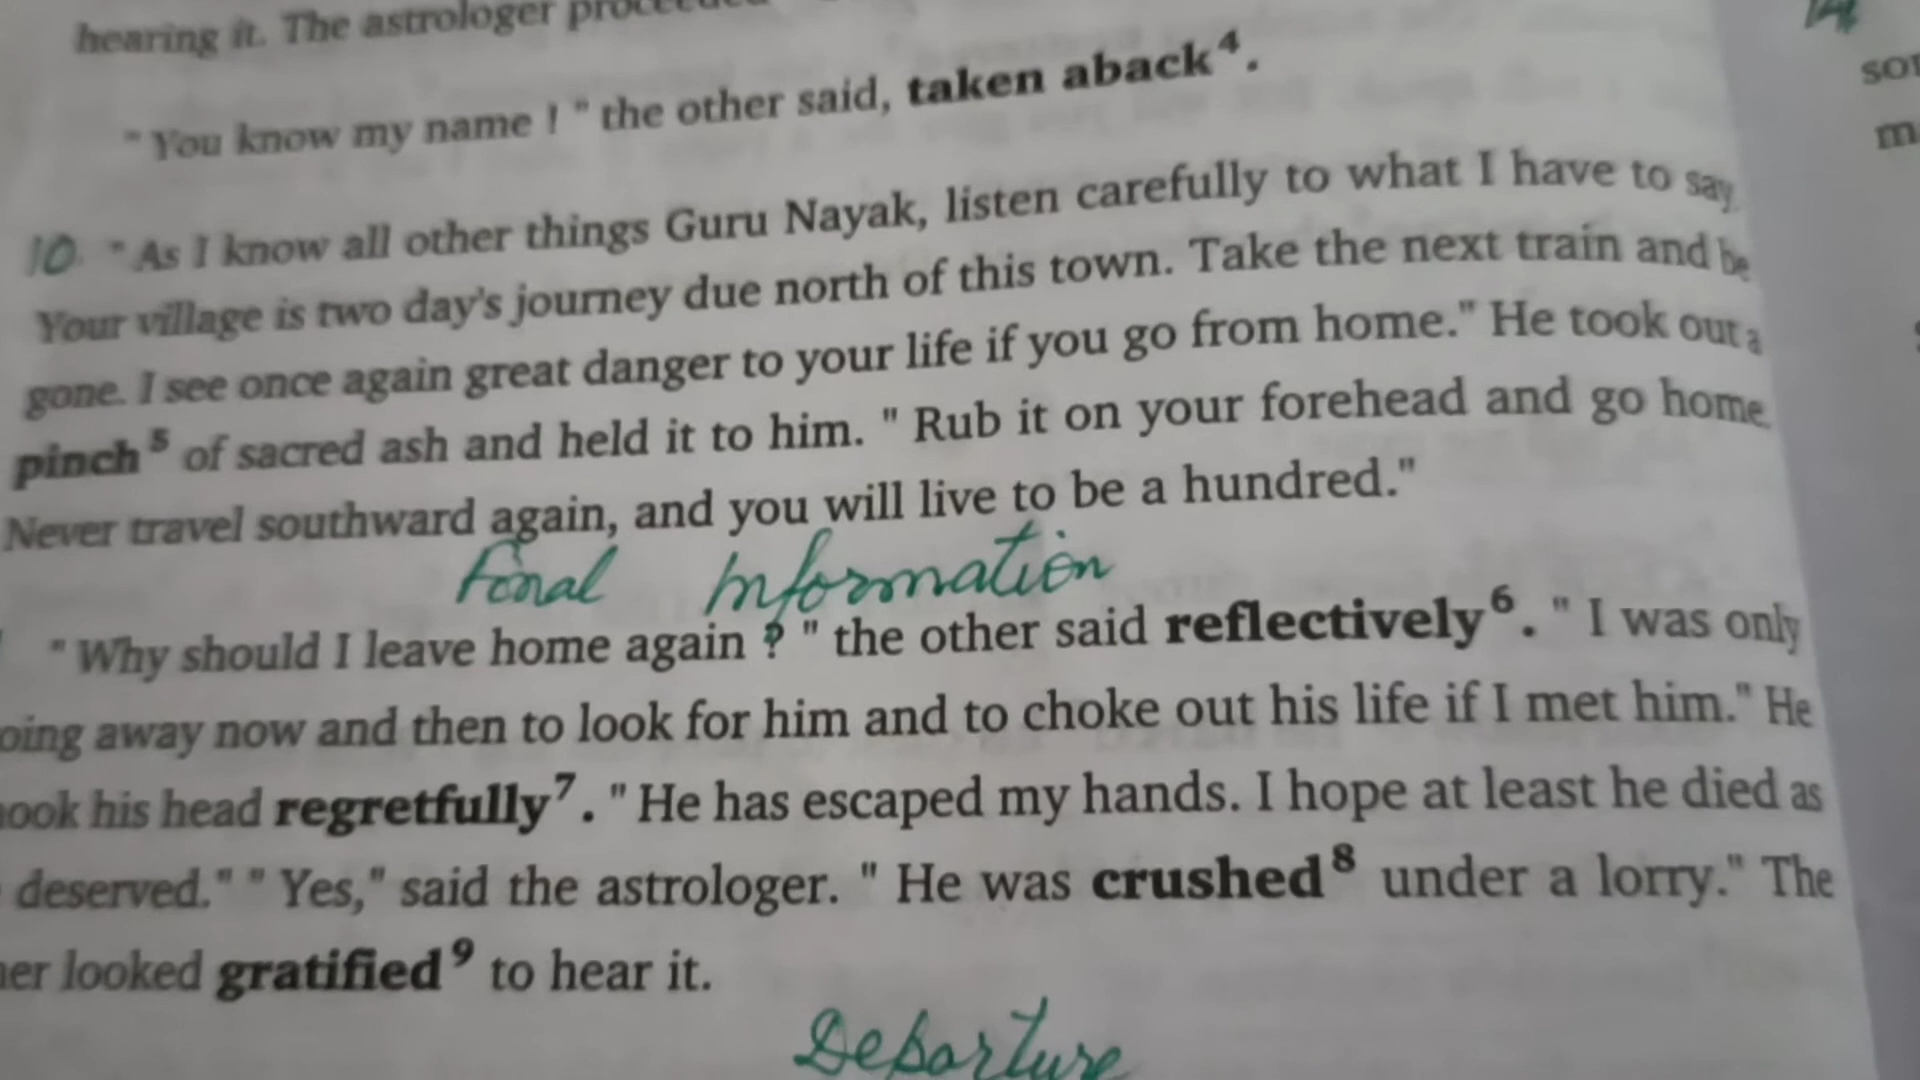 hearing it. The astrologer proceeded
" You know my name ! " the other said, taken aback⁴.
10 " As I know all other things Guru Nayak, listen carefully to what I have to say.
Your village is two day's journey due north of this town. Take the next train and be
gone. I see once again great danger to your life if you go from home." He took out a
pinch⁵ of sacred ash and held it to him. " Rub it on your forehead and go home.
Never travel southward again, and you will live to be a hundred."
Final Information
" Why should I leave home again ? " the other said reflectively⁶. " I was only
oing away now and then to look for him and to choke out his life if I met him." He
ook his head regretfully⁷. " He has escaped my hands. I hope at least he died as
deserved." " Yes," said the astrologer. " He was crushed⁸ under a lorry." The
er looked gratified⁹ to hear it.
Departure